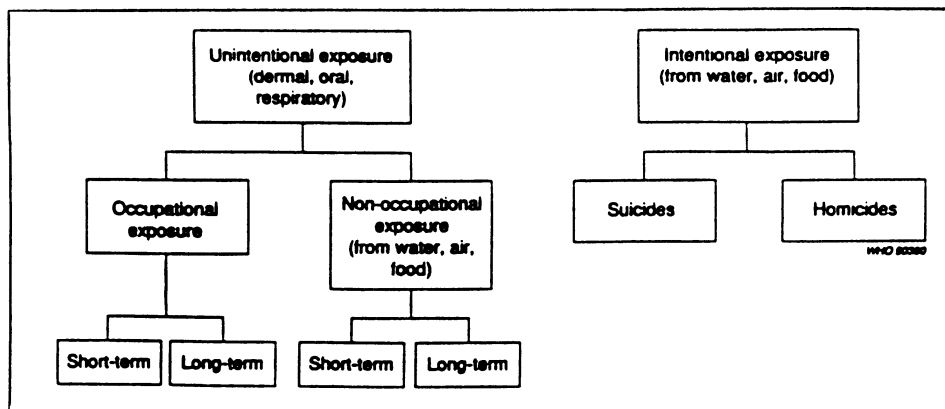 Unintentional exposure
(dermal, oral,
respiratory)
Intentional exposure
(from water, air, food)
Occupational
exposure
Non-occupational
exposure
(from water, air,
food)
Suicides
Homicides
WHO
Short-term
Long-term
Short-term
Long-term